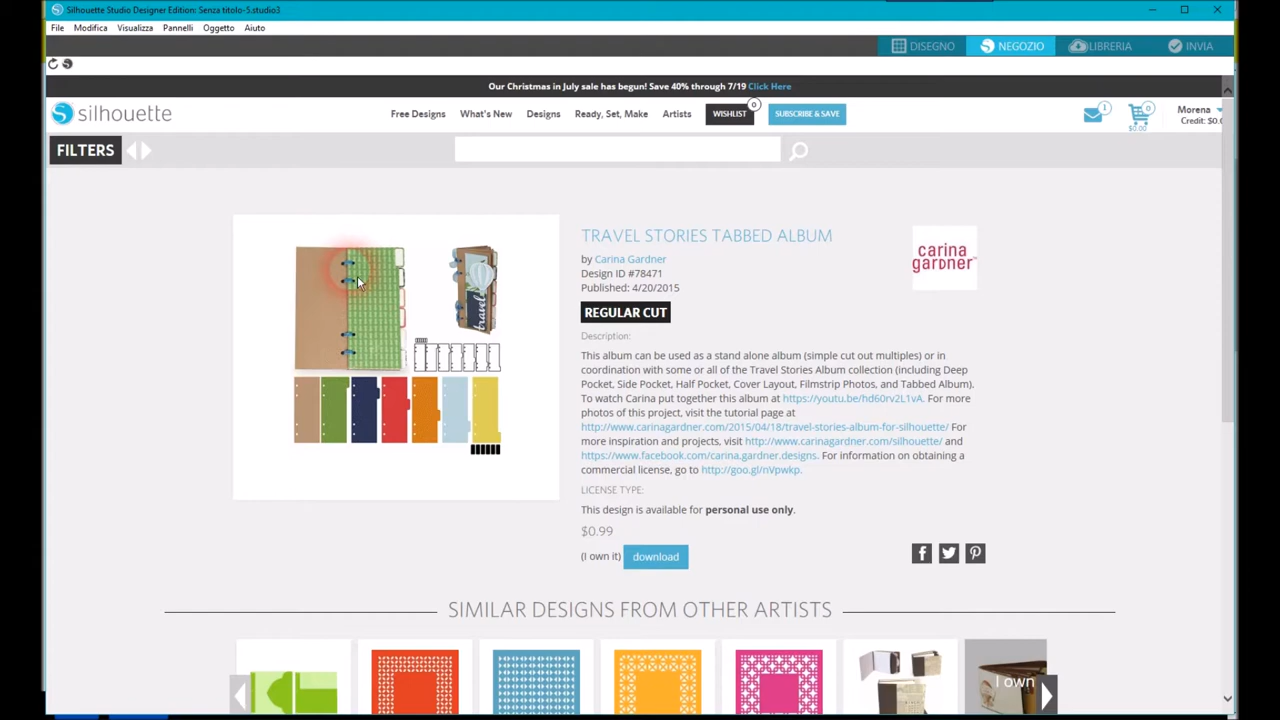 Silhouette Studio Designer Edition: Senza titolo-5.studio3
File Modifica Visualizza Pannelli Oggetto Aiuto
DISEGNO NEGOZIO LIBRERIA INVIA
Our Christmas in July sale has begun! Save 40% through 7/19 Click Here
silhouette Free Designs What's New Designs Ready, Set, Make Artists WISHLIST 0 SUBSCRIBE & SAVE 1 0 $0.00 Morena
Credit: $0.0
FILTERS
TRAVEL STORIES TABBED ALBUM
by Carina Gardner
Design ID #78471
Published: 4/20/2015
carina
gardner™
REGULAR CUT
travel
Description:
This album can be used as a stand alone album (simple cut out multiples) or in
coordination with some or all of the Travel Stories Album collection (including Deep
Pocket, Side Pocket, Half Pocket, Cover Layout, Filmstrip Photos, and Tabbed Album).
To watch Carina put together this album at https://youtu.be/hd60rv2L1vA. For more
photos of this project, visit the tutorial page at
http://www.carinagardner.com/2015/04/18/travel-stories-album-for-silhouette/ For
more inspiration and projects, visit http://www.carinagardner.com/silhouette/ and
https://www.facebook.com/carina.gardner.designs. For information on obtaining a
commercial license, go to http://goo.gl/nVpwkp.
LICENSE TYPE:
This design is available for personal use only.
$0.99
(I own it) download
SIMILAR DESIGNS FROM OTHER ARTISTS
I own